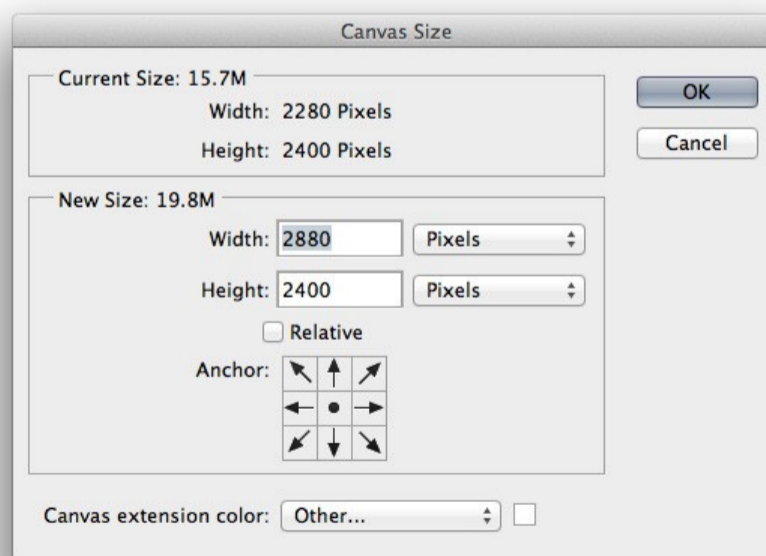 Canvas Size
Current Size: 15.7M
Width: 2280 Pixels
Height: 2400 Pixels
OK
Cancel
New Size: 19.8M
Width: 2880 Pixels
Height: 2400 Pixels
Relative
Anchor:
Canvas extension color: Other...